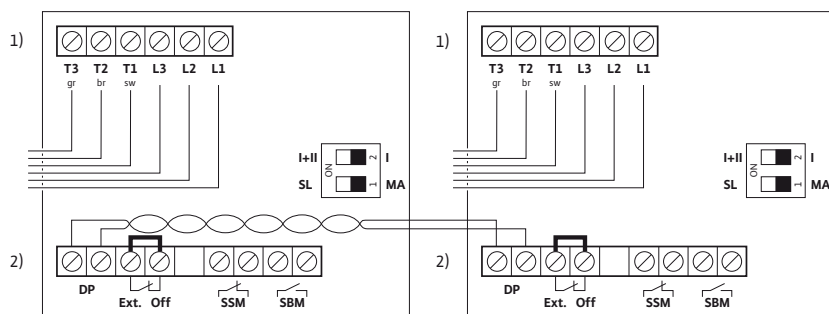 1)
T3 T2 T1 L3 L2 L1
gr br sw
I+II ON 2 I
SL 1 MA
2)
DP
Ext. Off SSM SBM
1)
T3 T2 T1 L3 L2 L1
gr br sw
I+II ON 2 I
SL 1 MA
2)
DP
Ext. Off SSM SBM